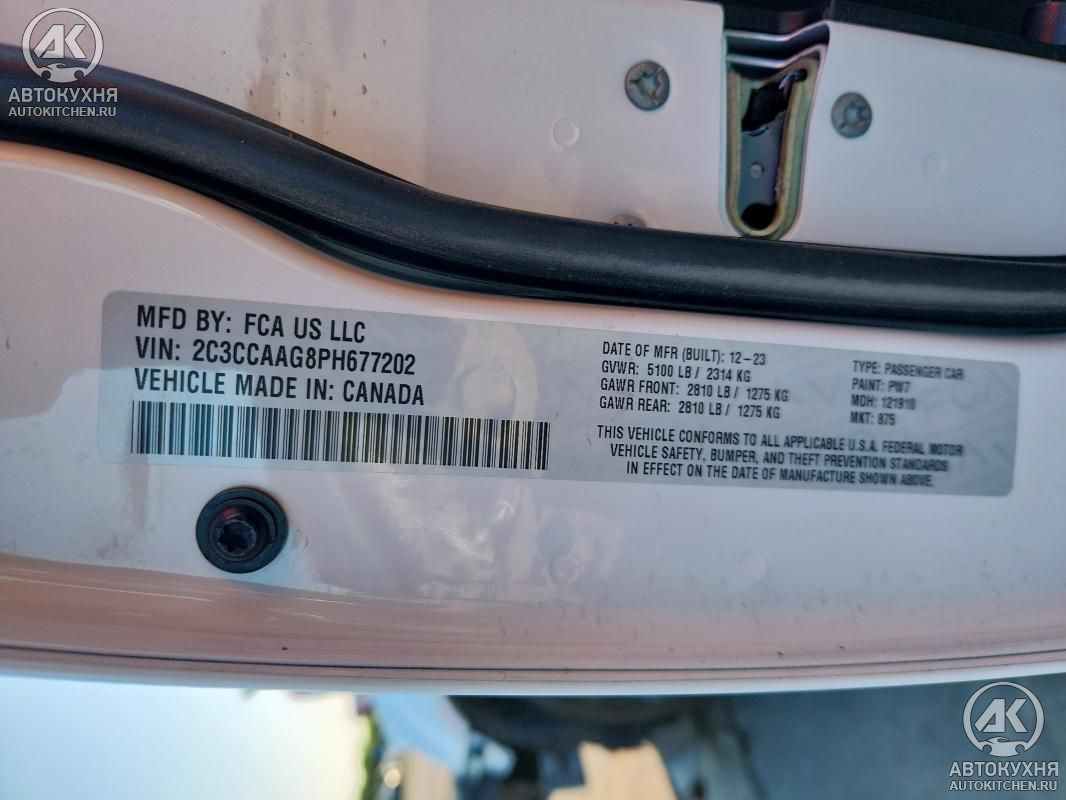 AK
АВТОКУХНЯ
AUTOKITCHEN.RU
MFD BY: FCA US LLC
VIN: 2C3CCAAG8PH677202
VEHICLE MADE IN: CANADA
DATE OF MFR (BUILT): 12-23
GVWR: 5100 LB / 2314 KG
GAWR FRONT: 2810 LB / 1275 KG
GAWR REAR: 2810 LB / 1275 KG
TYPE: PASSENGER CAR
PAINT: PW7
MDH: 121910
MKT: 875
THIS VEHICLE CONFORMS TO ALL APPLICABLE U.S.A. FEDERAL MOTOR
VEHICLE SAFETY, BUMPER, AND THEFT PREVENTION STANDARDS
IN EFFECT ON THE DATE OF MANUFACTURE SHOWN ABOVE.
AK
АВТОКУХНЯ
AUTOKITCHEN.RU